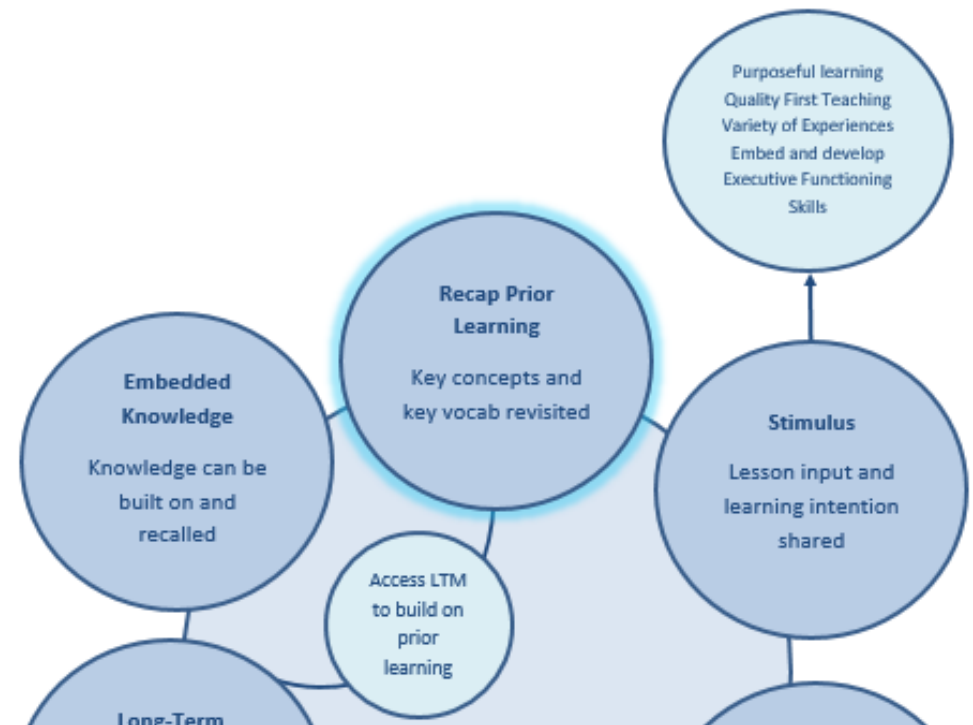 Purposeful learning
Quality First Teaching
Variety of Experiences
Embed and develop
Executive Functioning
Skills
Recap Prior
Learning
Key concepts and
key vocab revisited
Embedded
Knowledge
Knowledge can be
built on and
recalled
Stimulus
Lesson input and
learning intention
shared
Access LTM
to build on
prior
learning
Long-Term